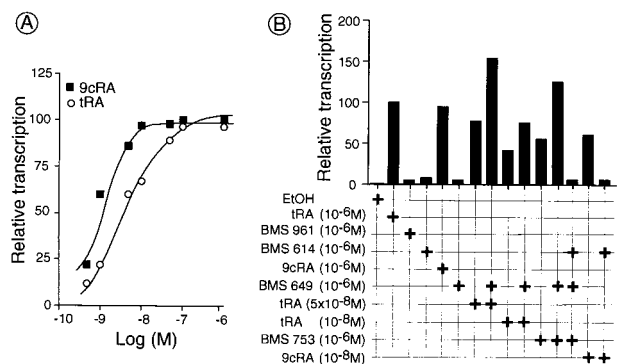 A
B
Relative transcription
125
100
75
50
25
0
■ 9cRA
○ tRA
-10
-9
-8
-7
-6
Log (M)
Relative transcription
200
150
100
50
0
EtOH
tRA (10⁻⁶M)
BMS 961 (10⁻⁶M)
BMS 614 (10⁻⁶M)
9cRA (10⁻⁶M)
BMS 649 (10⁻⁶M)
tRA (5x10⁻⁸M)
tRA (10⁻⁸M)
BMS 753 (10⁻⁶M)
9cRA (10⁻⁸M)